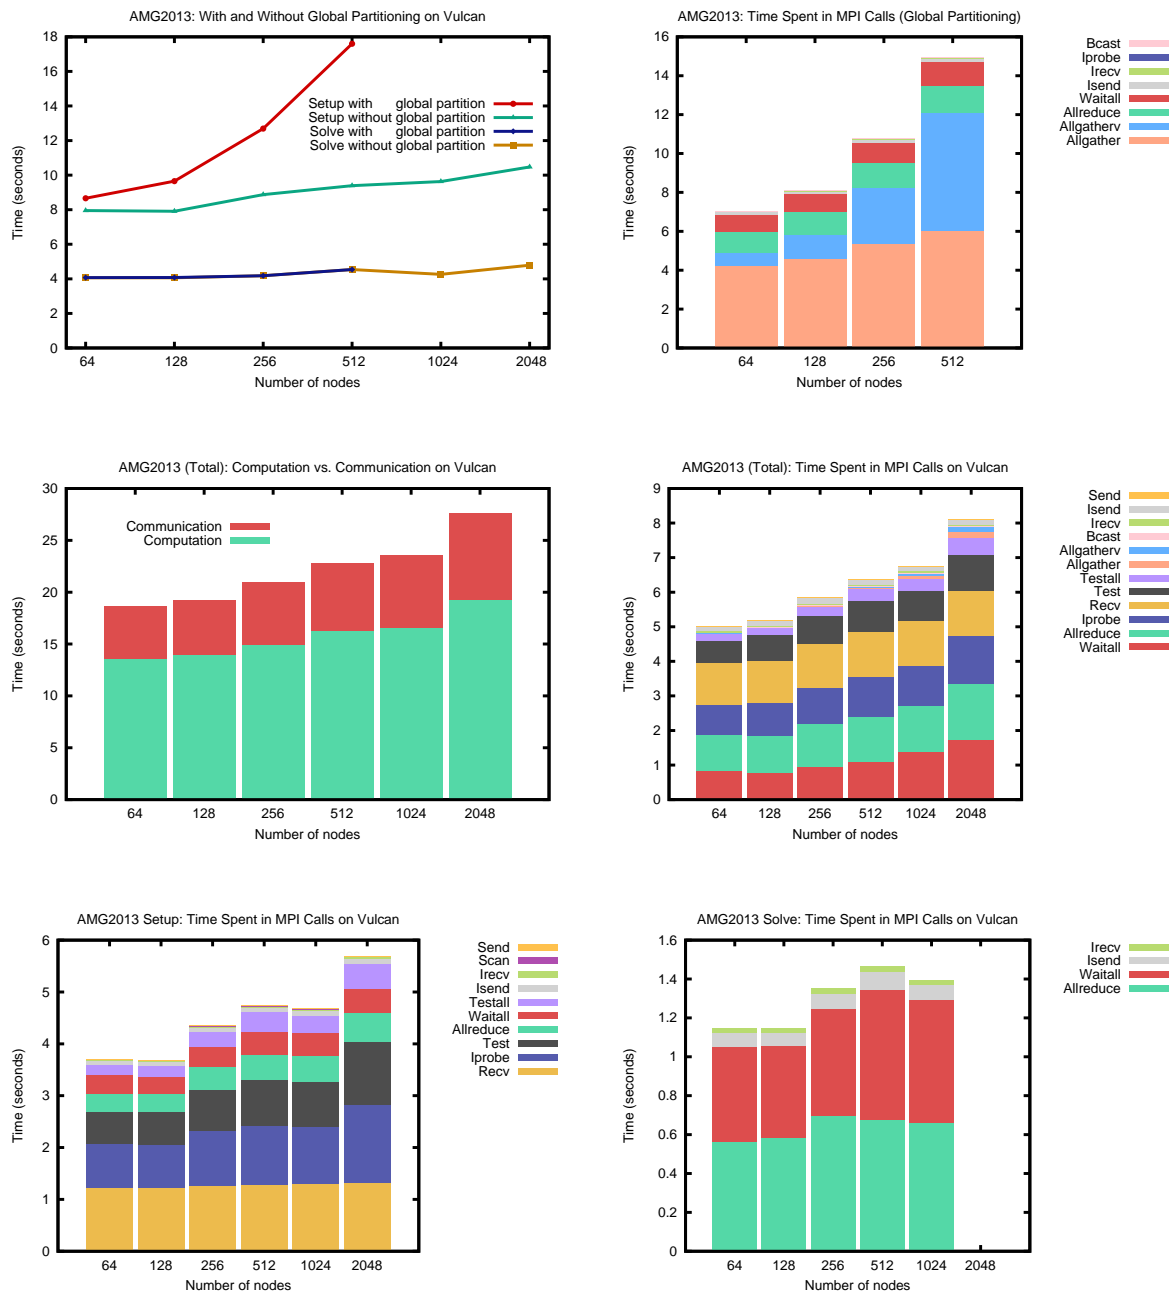 AMG2013: With and Without Global Partitioning on Vulcan
18
16
14
12
10
8
6
4
2
0
Time (seconds)
Setup with global partition
Setup without global partition
Solve with global partition
Solve without global partition
64 128 256 512 1024 2048
Number of nodes
AMG2013: Time Spent in MPI Calls (Global Partitioning)
16
14
12
10
8
6
4
2
0
Time (seconds)
64 128 256 512
Number of nodes
Bcast
Iprobe
Irecv
Isend
Waitall
Allreduce
Allgatherv
Allgather
AMG2013 (Total): Computation vs. Communication on Vulcan
30
25
20
15
10
5
0
Time (seconds)
Communication
Computation
64 128 256 512 1024 2048
Number of nodes
AMG2013 (Total): Time Spent in MPI Calls on Vulcan
9
8
7
6
5
4
3
2
1
0
Time (seconds)
64 128 256 512 1024 2048
Number of nodes
Send
Isend
Irecv
Bcast
Allgatherv
Allgather
Testall
Test
Recv
Iprobe
Allreduce
Waitall
AMG2013 Setup: Time Spent in MPI Calls on Vulcan
6
5
4
3
2
1
0
Time (seconds)
64 128 256 512 1024 2048
Number of nodes
Send
Scan
Irecv
Isend
Testall
Waitall
Allreduce
Test
Iprobe
Recv
AMG2013 Solve: Time Spent in MPI Calls on Vulcan
1.6
1.4
1.2
1
0.8
0.6
0.4
0.2
0
Time (seconds)
64 128 256 512 1024 2048
Number of nodes
Irecv
Isend
Waitall
Allreduce